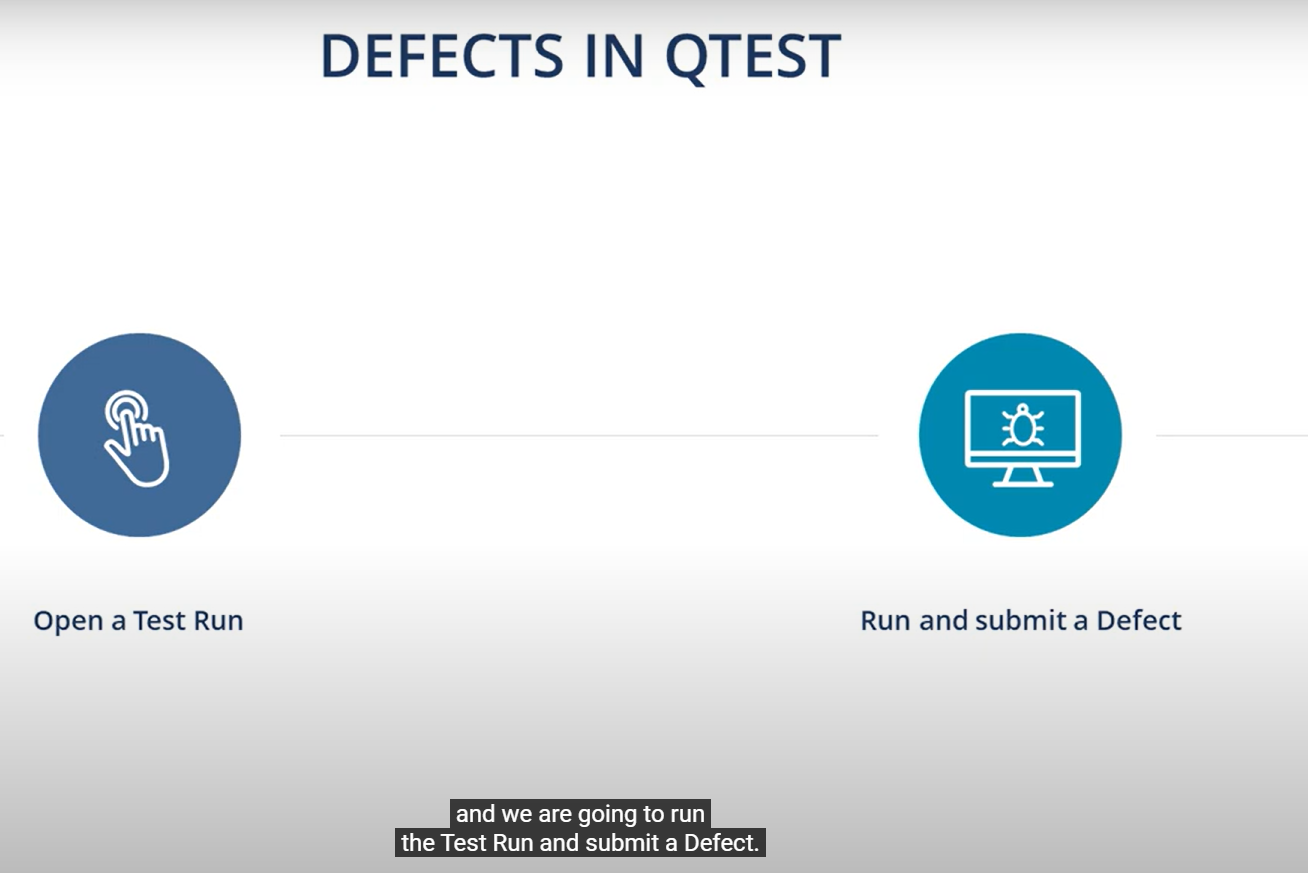 DEFECTS IN QTEST
Open a Test Run
Run and submit a Defect
and we are going to run
the Test Run and submit a Defect.